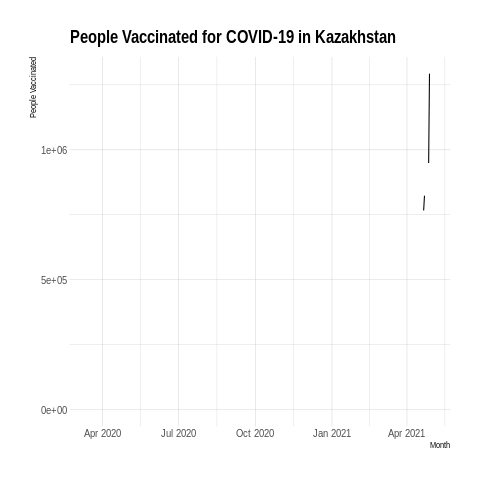 People Vaccinated for COVID-19 in Kazakhstan
People Vaccinated
1e+06
5e+05
0e+00
Apr 2020 Jul 2020 Oct 2020 Jan 2021 Apr 2021
Month